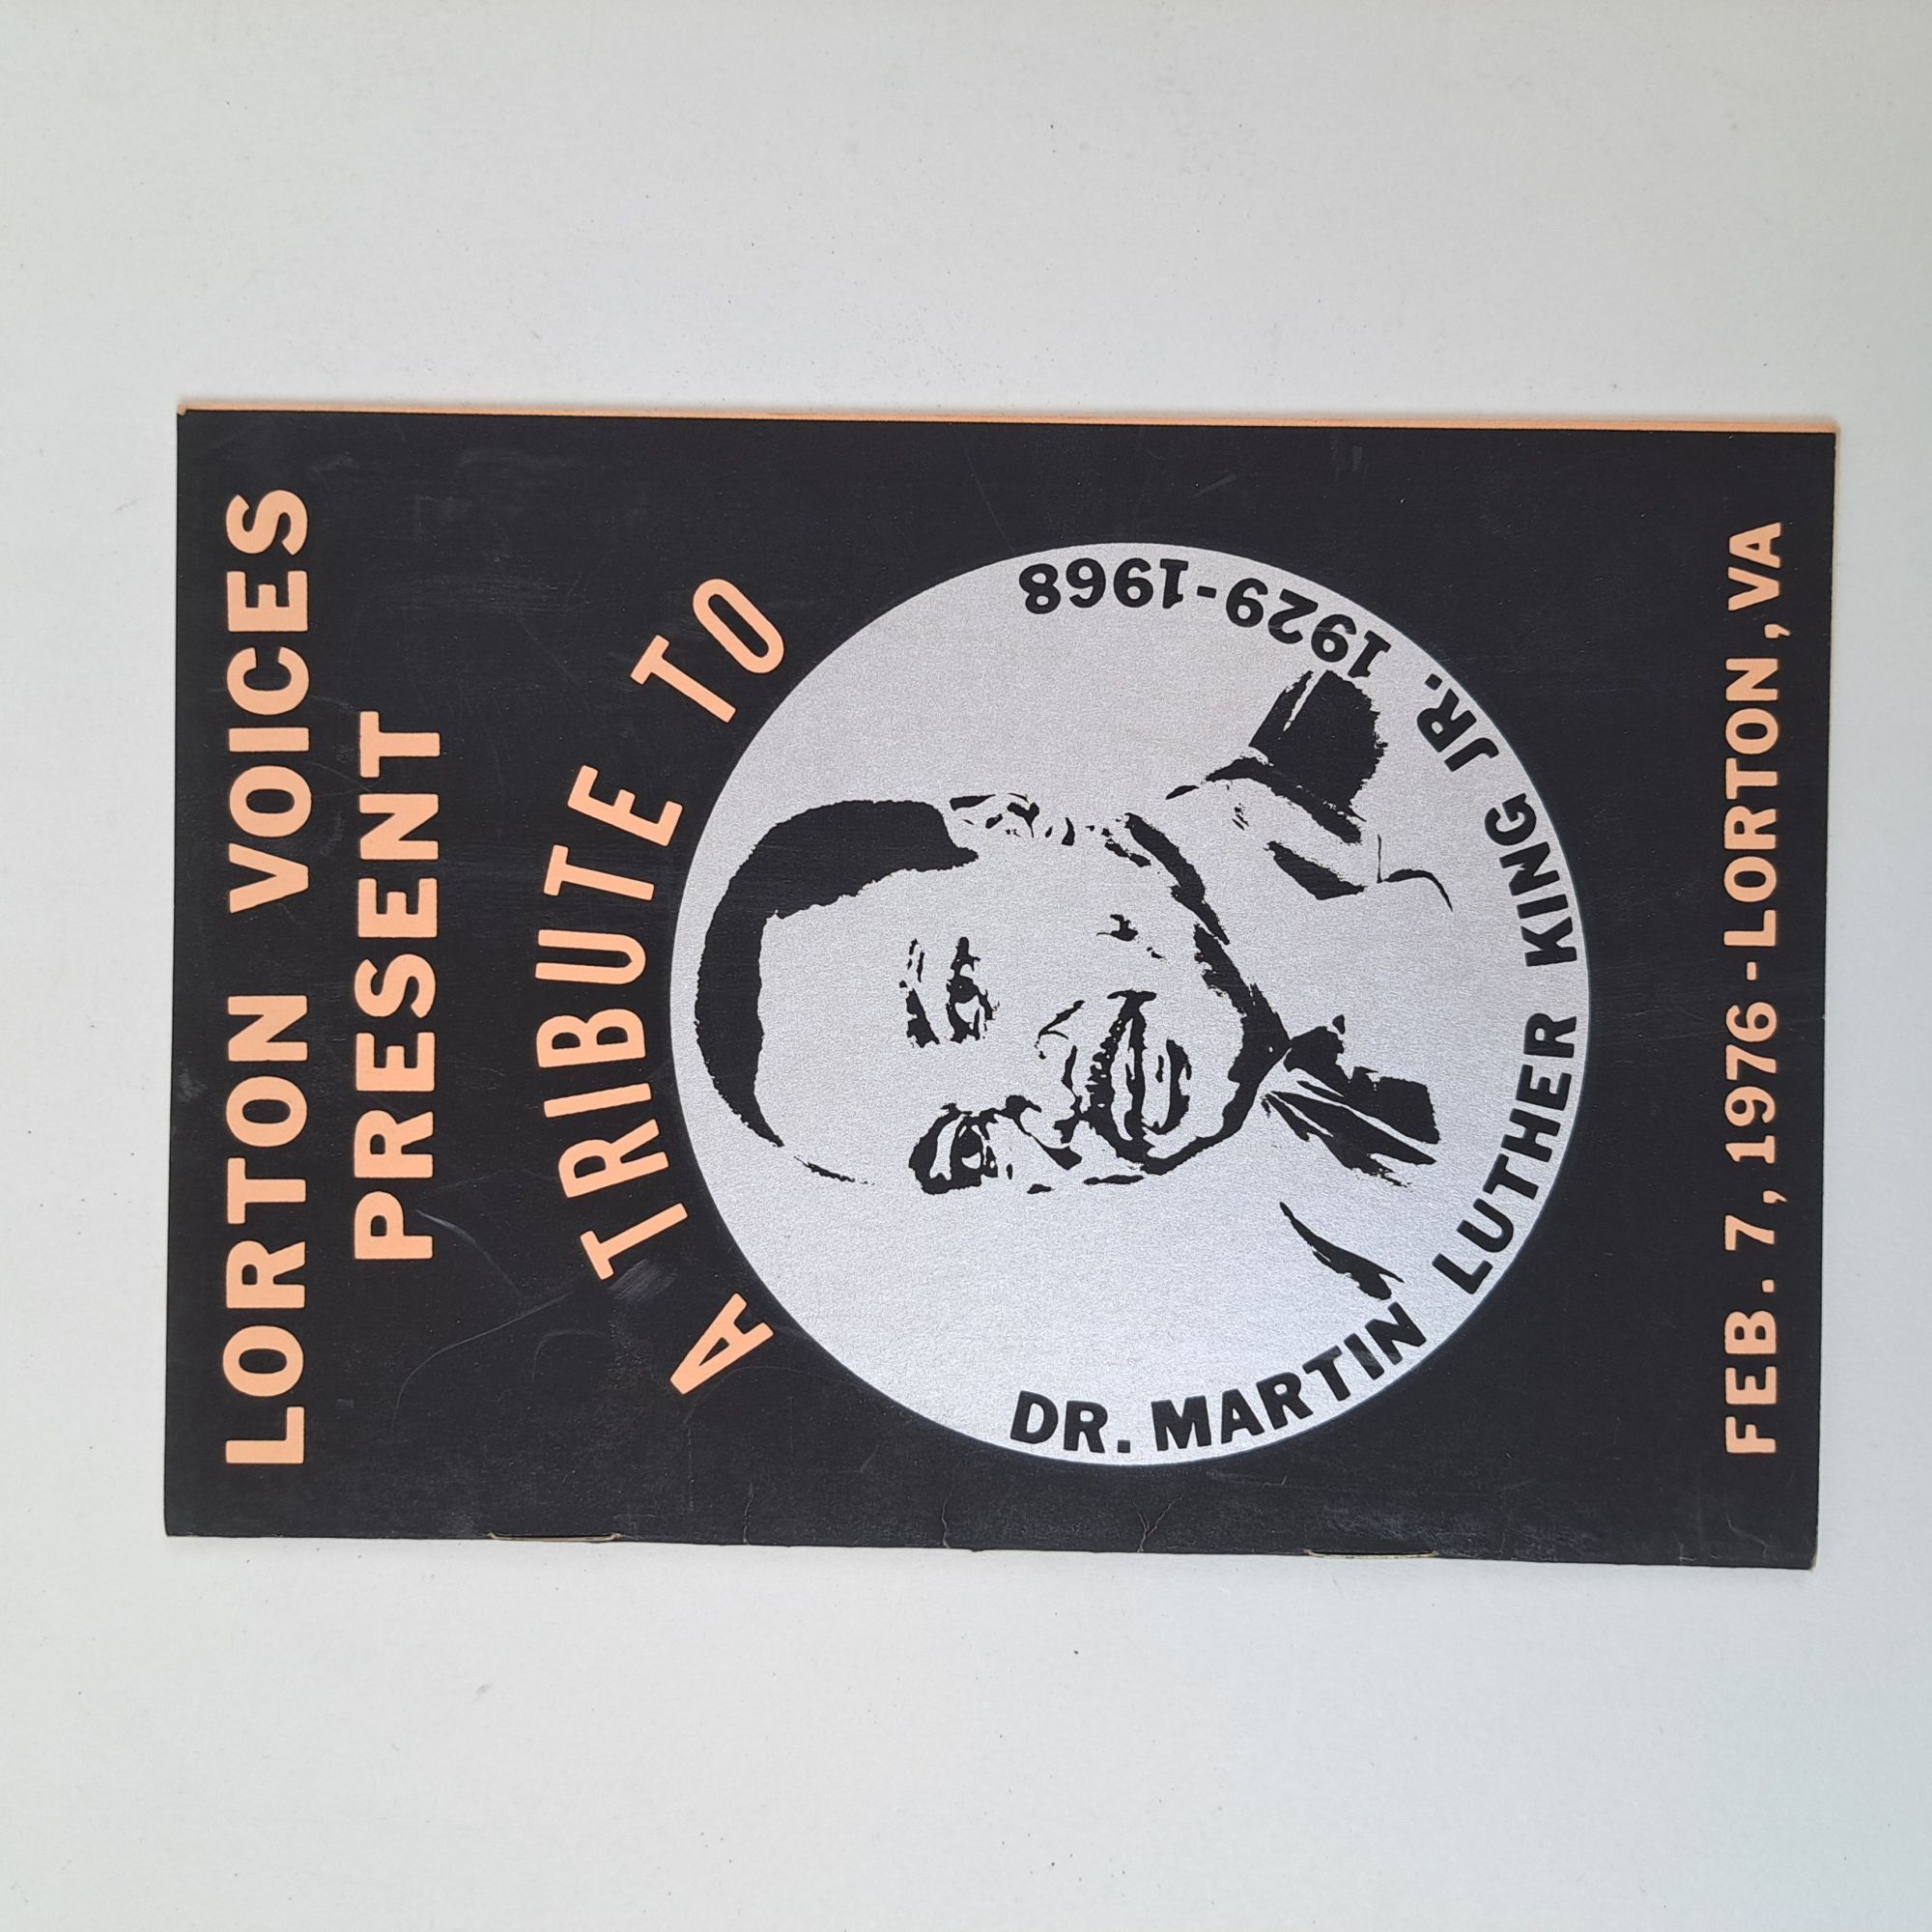 LORTON VOICES
PRESENT
A TRIBUTE TO
DR. MARTIN LUTHER KING JR. 1929-1968
FEB. 7, 1976-LORTON, VA